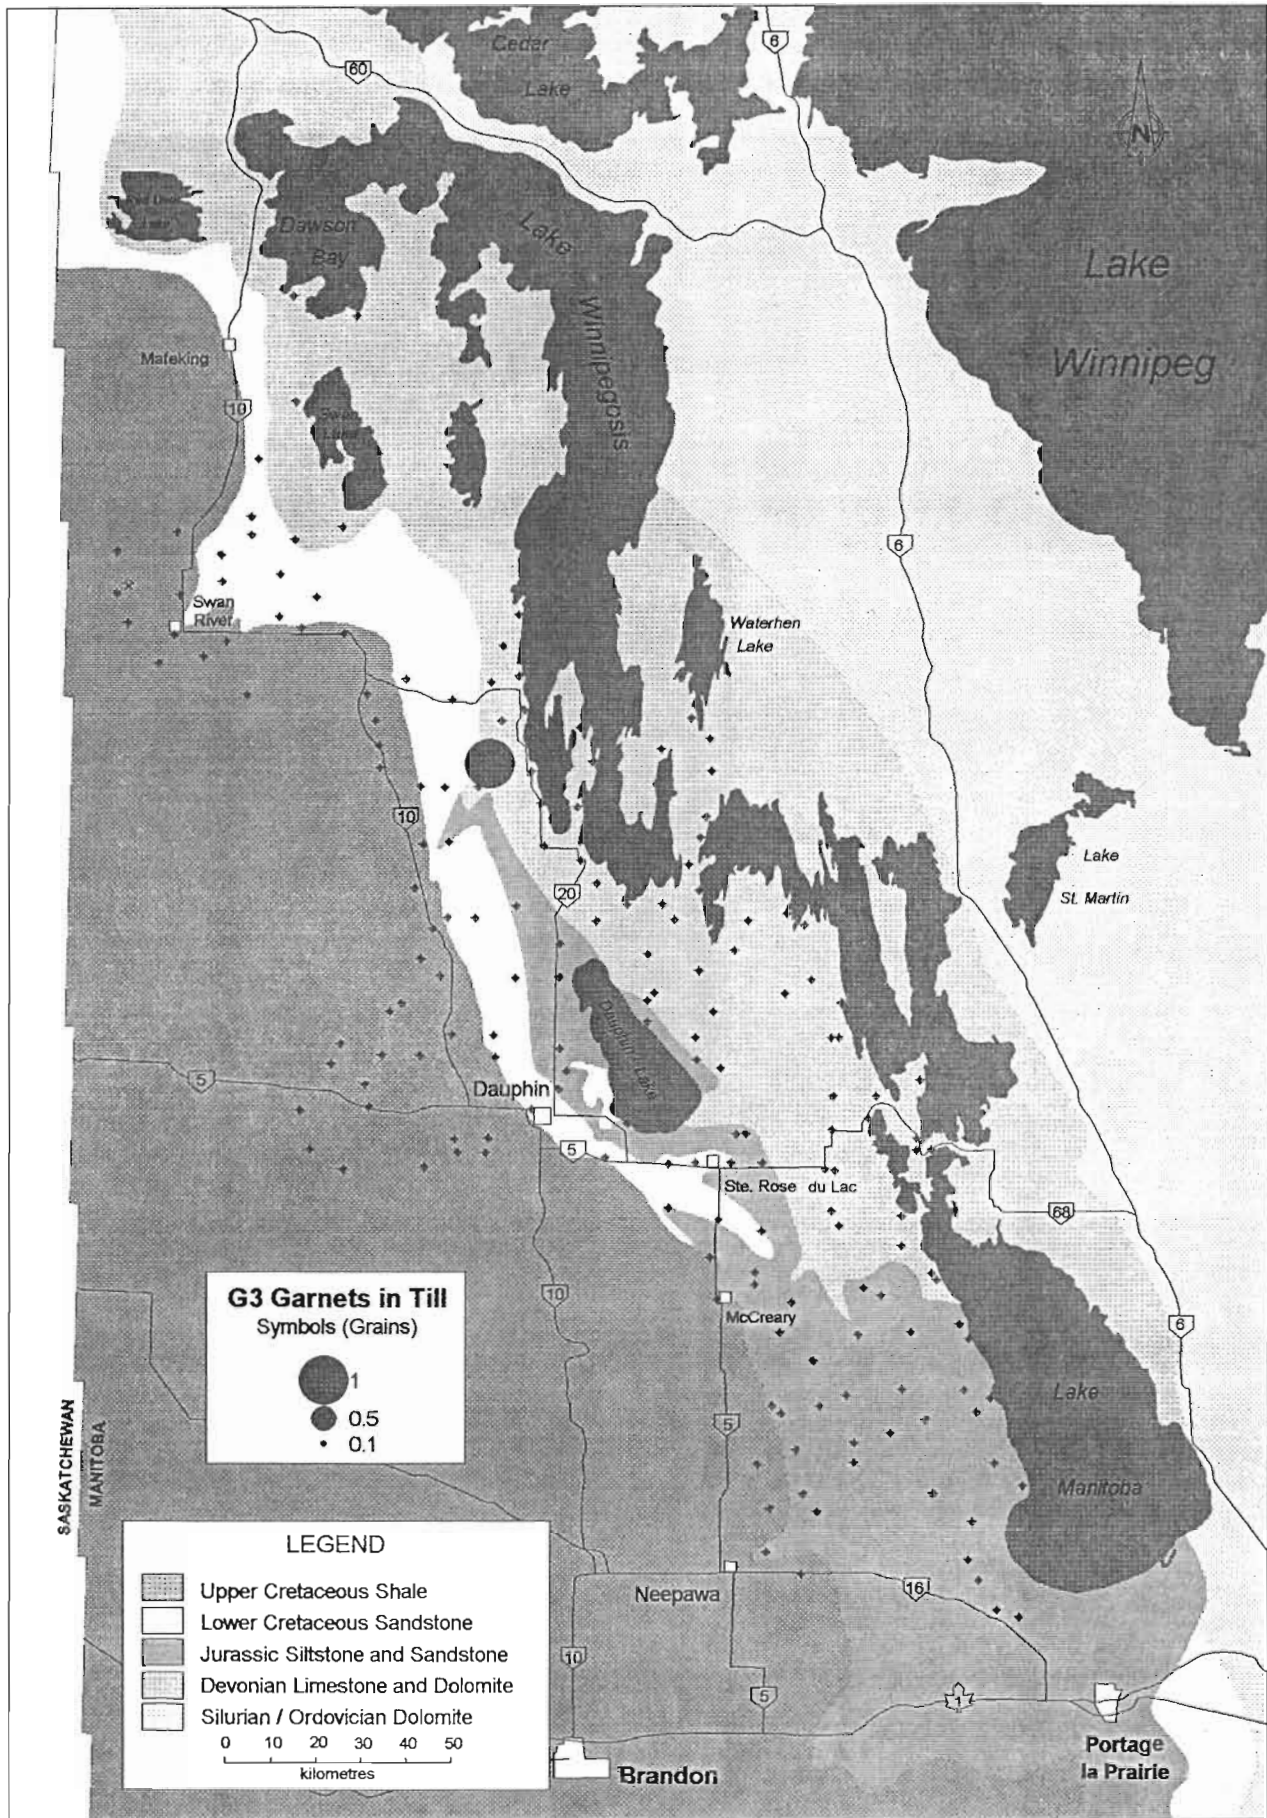 Cedar
Lake
6
60
N
Dawson
Bay
Lake
Winnipegosis
Lake
Winnipeg
Mafeking
10
Swan
Lake
6
Swan
River
Waterhen
Lake
10
Lake
St. Martin
20
Dauphin Lake
5
Dauphin
5
Ste. Rose du Lac
68
10
McCreary
6
G3 Garnets in Till
Symbols (Grains)
1
0.5
0.1
5
Lake
Manitoba
SASKATCHEWAN
MANITOBA
LEGEND
Upper Cretaceous Shale
Lower Cretaceous Sandstone
Jurassic Siltstone and Sandstone
Devonian Limestone and Dolomite
Silurian / Ordovician Dolomite
0 10 20 30 40 50
kilometres
Neepawa
16
10
5
1
Brandon
Portage
la Prairie